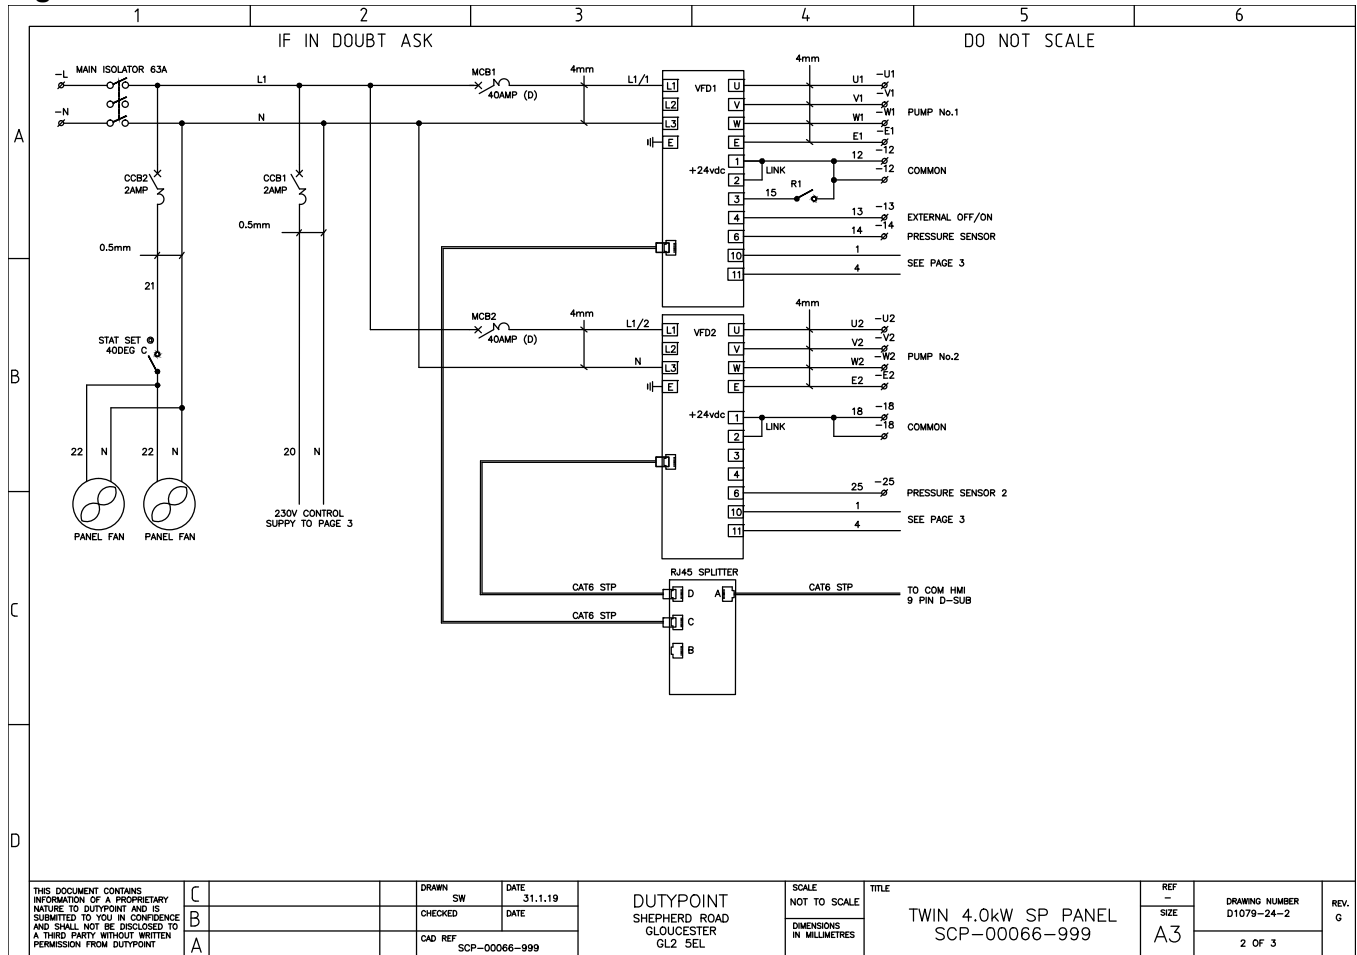 1 2 3 4 5 6
IF IN DOUBT ASK
DO NOT SCALE
A
B
C
D
-L
MAIN ISOLATOR 63A
-N
L1
N
MCB1
40AMP (D)
4mm
L1/1
L1
L2
L3
E
VFD1
+24vdc
U
V
W
E
1
2
3
4
6
10
11
4mm
U1 -U1
V1 -V1
W1 -W1
E1 -E1
PUMP No.1
LINK
R1
15
12 -12
-12
COMMON
13 -13
EXTERNAL OFF/ON
14 -14
PRESSURE SENSOR
1
4
SEE PAGE 3
CCB2
2AMP
CCB1
2AMP
0.5mm
0.5mm
21
STAT SET @
40DEG C
22 N 22 N
20 N
PANEL FAN
PANEL FAN
230V CONTROL
SUPPY TO PAGE 3
MCB2
40AMP (D)
4mm
L1/2
N
L1
L2
L3
E
VFD2
+24vdc
U
V
W
E
1
2
3
4
6
10
11
4mm
U2 -U2
V2 -V2
W2 -W2
E2 -E2
PUMP No.2
LINK
18 -18
-18
COMMON
25 -25
PRESSURE SENSOR 2
1
4
SEE PAGE 3
RJ45 SPLITTER
CAT6 STP
D
A
CAT6 STP
TO COM HMI
9 PIN D-SUB
CAT6 STP
C
B
THIS DOCUMENT CONTAINS
INFORMATION OF A PROPRIETARY
NATURE TO DUTYPOINT AND IS
SUBMITTED TO YOU IN CONFIDENCE
AND SHALL NOT BE DISCLOSED TO
A THIRD PARTY WITHOUT WRITTEN
PERMISSION FROM DUTYPOINT
C
B
A
DRAWN
SW
DATE
31.1.19
CHECKED
DATE
CAD REF
SCP-00066-999
DUTYPOINT
SHEPHERD ROAD
GLOUCESTER
GL2 5EL
SCALE
NOT TO SCALE
DIMENSIONS
IN MILLIMETRES
TITLE
TWIN 4.0kW SP PANEL
SCP-00066-999
REF
-
SIZE
A3
DRAWING NUMBER
D1079-24-2
2 OF 3
REV.
G